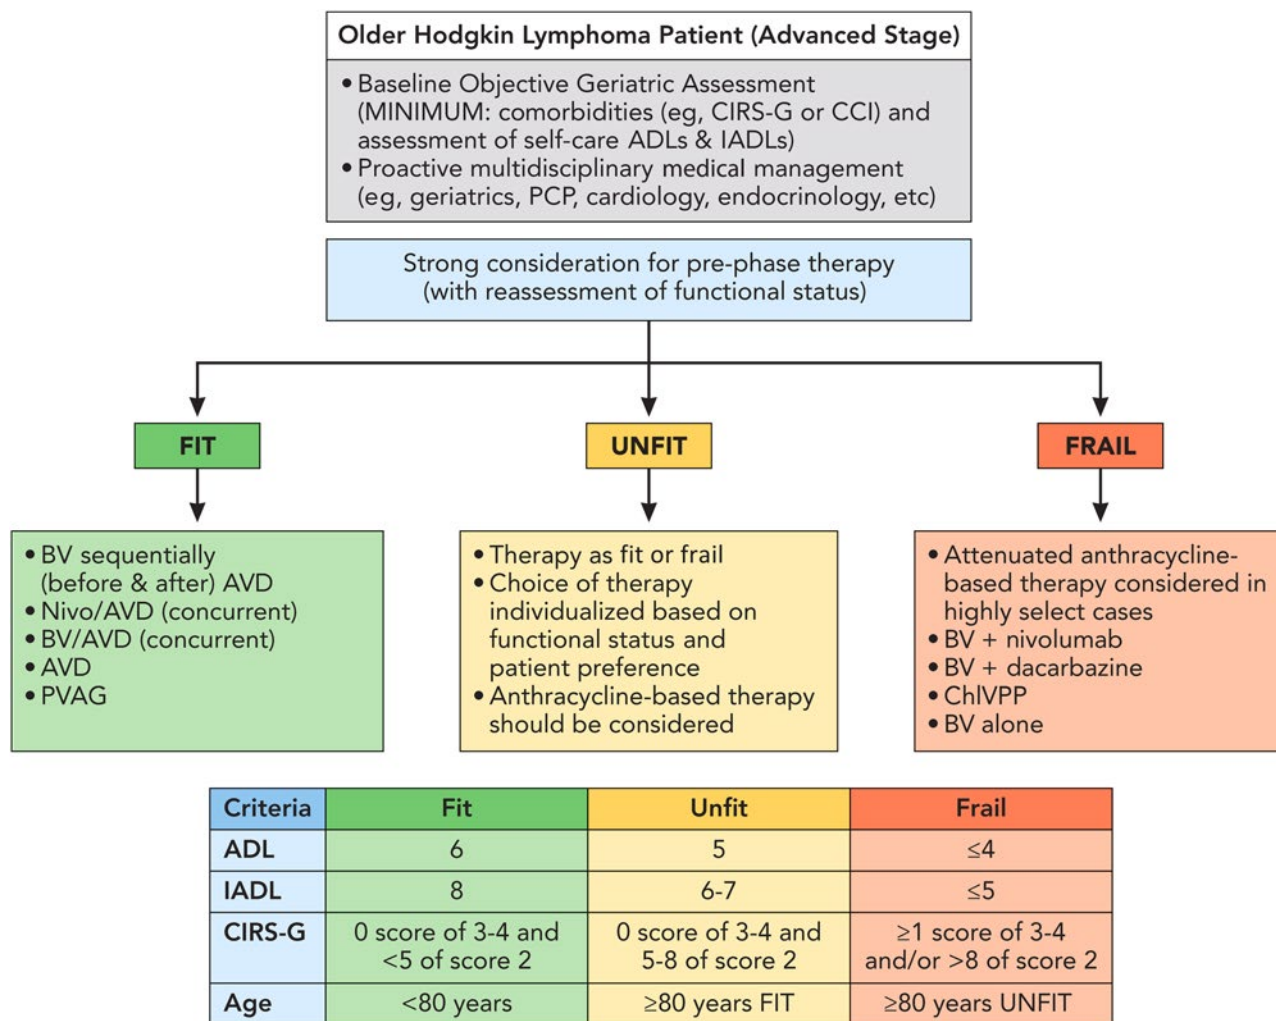 Older Hodgkin Lymphoma Patient (Advanced Stage)
• Baseline Objective Geriatric Assessment
(MINIMUM: comorbidities (eg, CIRS-G or CCI) and
assessment of self-care ADLs & IADLs)
• Proactive multidisciplinary medical management
(eg, geriatrics, PCP, cardiology, endocrinology, etc)
Strong consideration for pre-phase therapy
(with reassessment of functional status)
FIT
• BV sequentially
(before & after) AVD
• Nivo/AVD (concurrent)
• BV/AVD (concurrent)
• AVD
• PVAG
UNFIT
• Therapy as fit or frail
• Choice of therapy
individualized based on
functional status and
patient preference
• Anthracycline-based therapy
should be considered
FRAIL
• Attenuated anthracycline-
based therapy considered in
highly select cases
• BV + nivolumab
• BV + dacarbazine
• ChlVPP
• BV alone
Criteria Fit Unfit Frail
ADL 6 5 ≤4
IADL 8 6-7 ≤5
CIRS-G 0 score of 3-4 and 0 score of 3-4 and ≥1 score of 3-4
<5 of score 2 5-8 of score 2 and/or >8 of score 2
Age <80 years ≥80 years FIT ≥80 years UNFIT